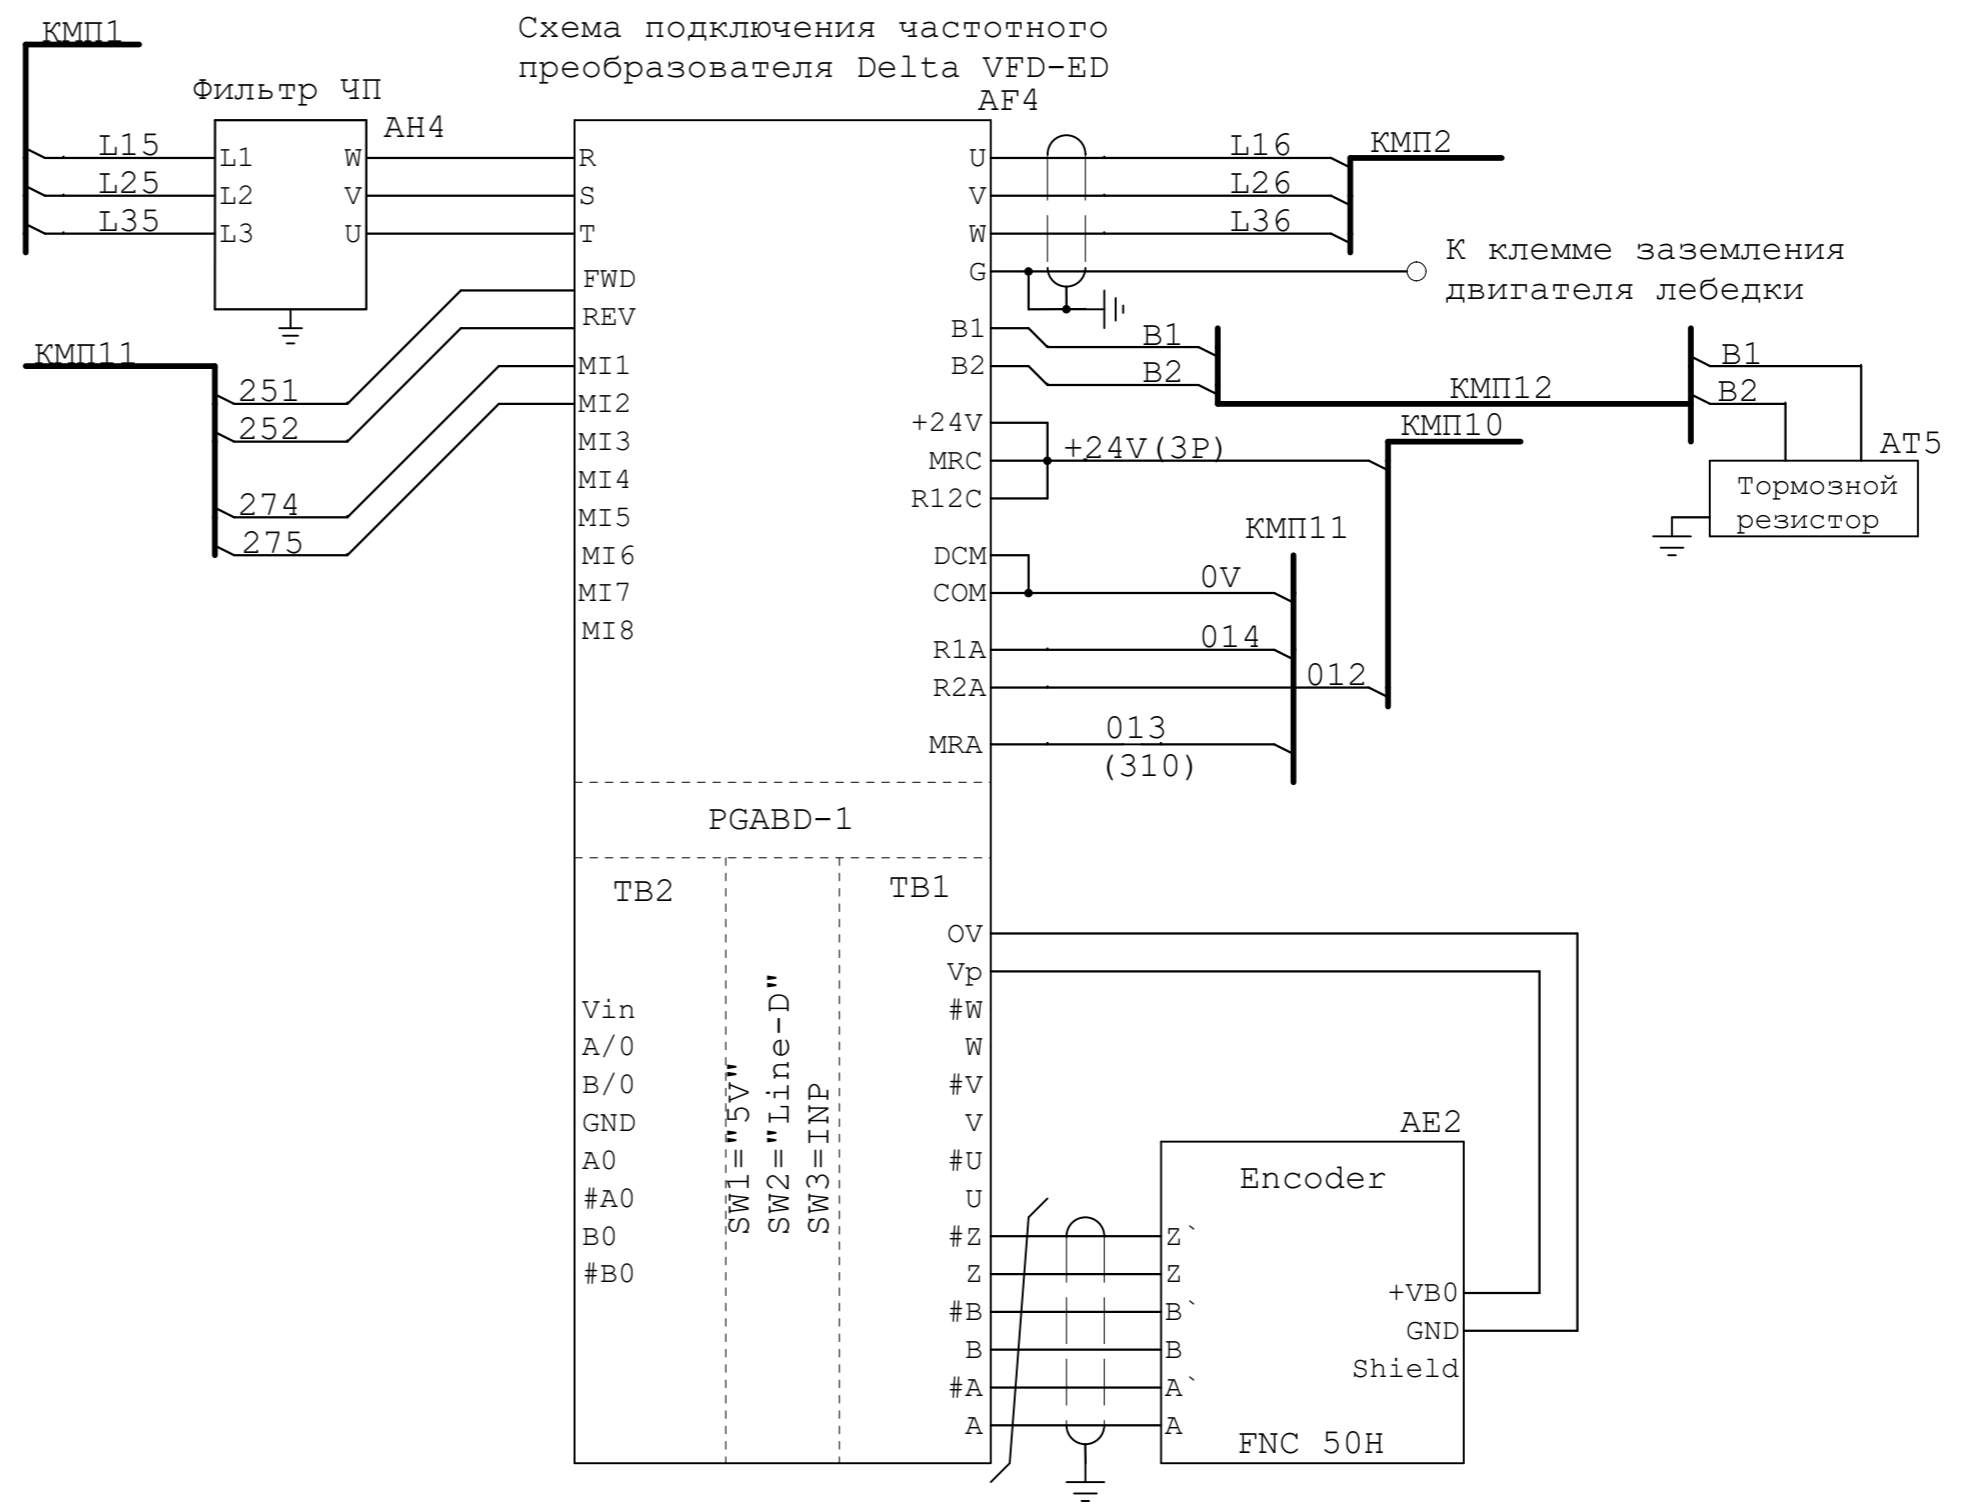 КМП1
Схема подключения частотного
преобразователя Delta VFD-ED
Фильтр ЧП
AH4
AF4
L15
L25
L35
L1
L2
L3
W
V
U
R
S
T
FWD
REV
MI1
MI2
MI3
MI4
MI5
MI6
MI7
MI8
КМП11
251
252
274
275
U
V
W
G
B1
B2
+24V
MRC
R12C
DCM
COM
R1A
R2A
MRA
L16
L26
L36
КМП2
К клемме заземления
двигателя лебедки
B1
B2
КМП12
B1
B2
AT5
Тормозной
резистор
КМП10
+24V(3P)
КМП11
0V
014
012
013
(310)
PGABD-1
TB2
TB1
Vin
A/0
B/0
GND
A0
#A0
B0
#B0
SW1="5V"
SW2="Line-D"
SW3=INP
OV
Vp
#W
W
#V
V
#U
U
#Z
Z
#B
B
#A
A
AE2
Encoder
Z`
Z
B`
B
A`
A
+VB0
GND
Shield
FNC 50H